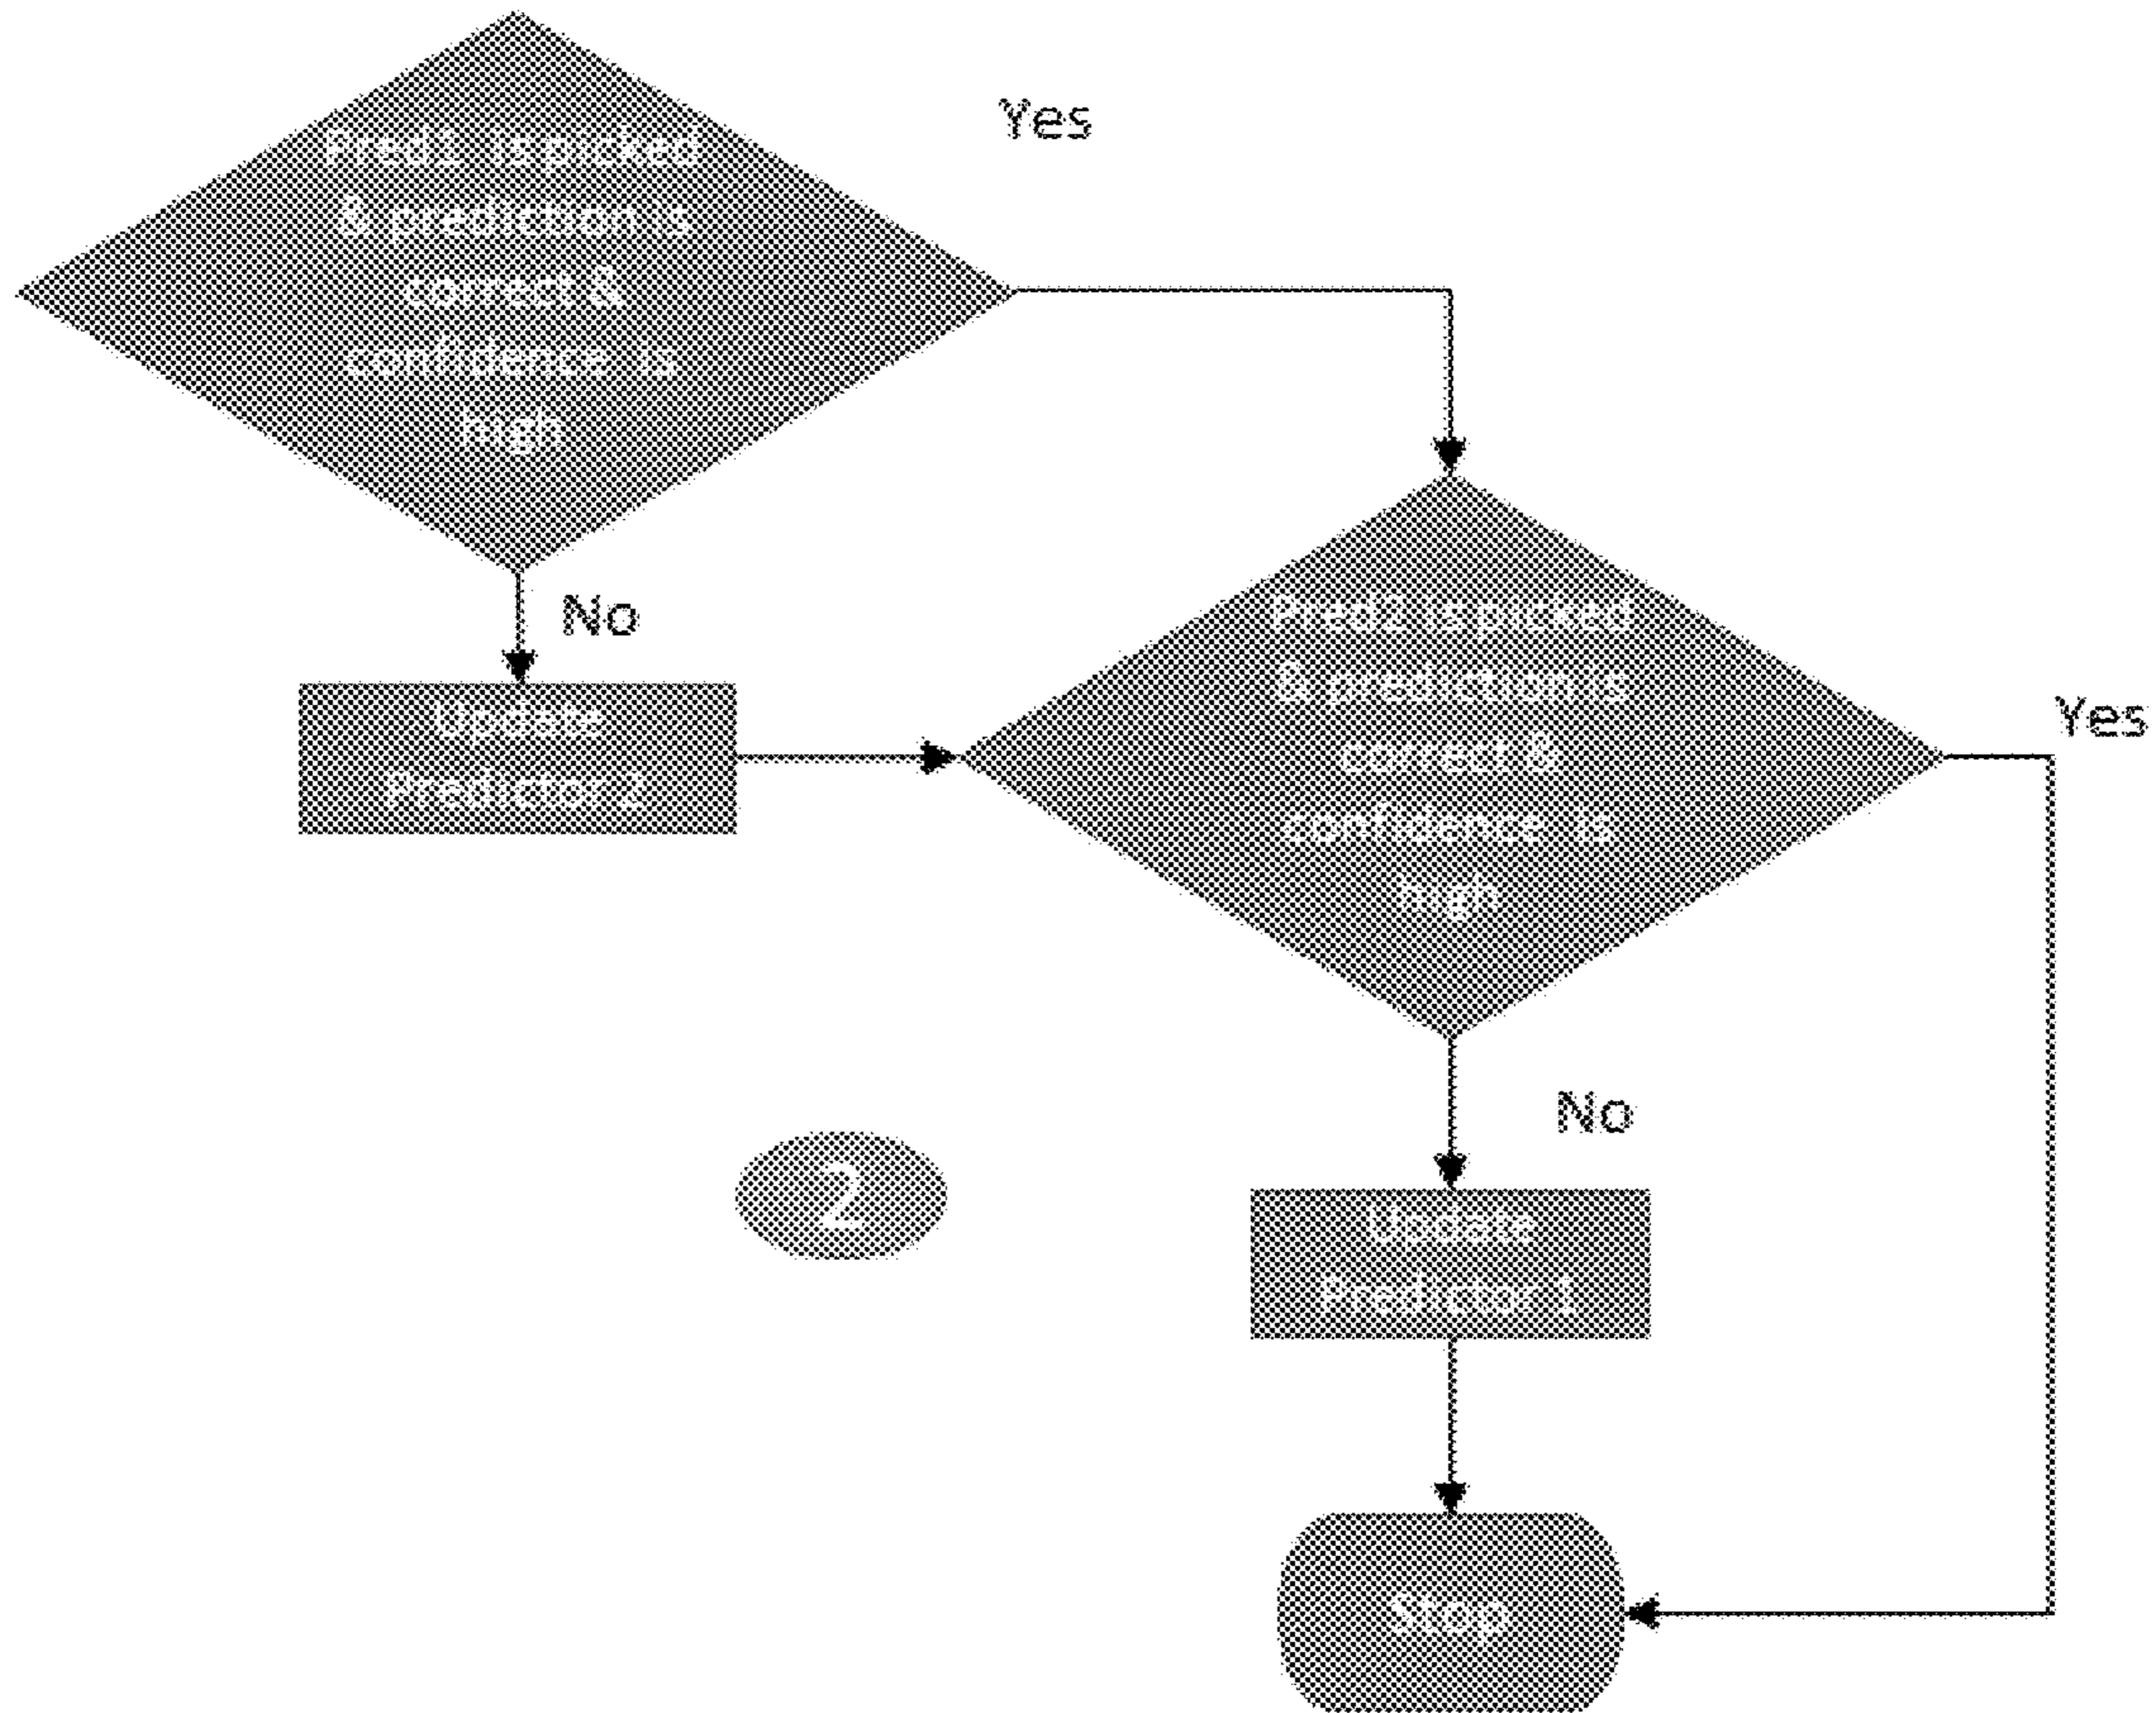 Pred1 is picked
& prediction is
correct &
confidence is
high
Yes
No
Update
Predictor 2
Pred2 is picked
& prediction is
correct &
confidence is
high
Yes
No
2
Update
Predictor 1
Stop